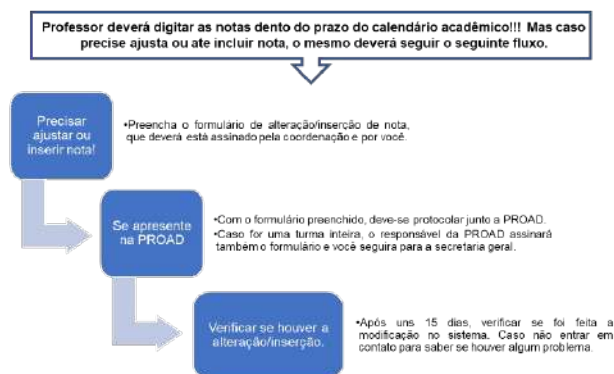 Professor deverá digitar as notas dento do prazo do calendário acadêmico!!! Mas caso
precise ajusta ou ate incluir nota, o mesmo deverá seguir o seguinte fluxo.
Precisar
ajustar ou
inserir nota!
•Preencha o formulário de alteração/inserção de nota,
que deverá está assinado pela coordenação e por você.
Se apresente
na PROAD
•Com o formulário preenchido, deve-se protocolar junto a PROAD.
•Caso for uma turma inteira, o responsável da PROAD assinará
também o formulário e você seguira para a secretaria geral.
Verificar se houver a
alteração/inserção.
•Após uns 15 dias, verificar se foi feita a
modificação no sistema. Caso não entrar em
contato para saber se houver algum problema.